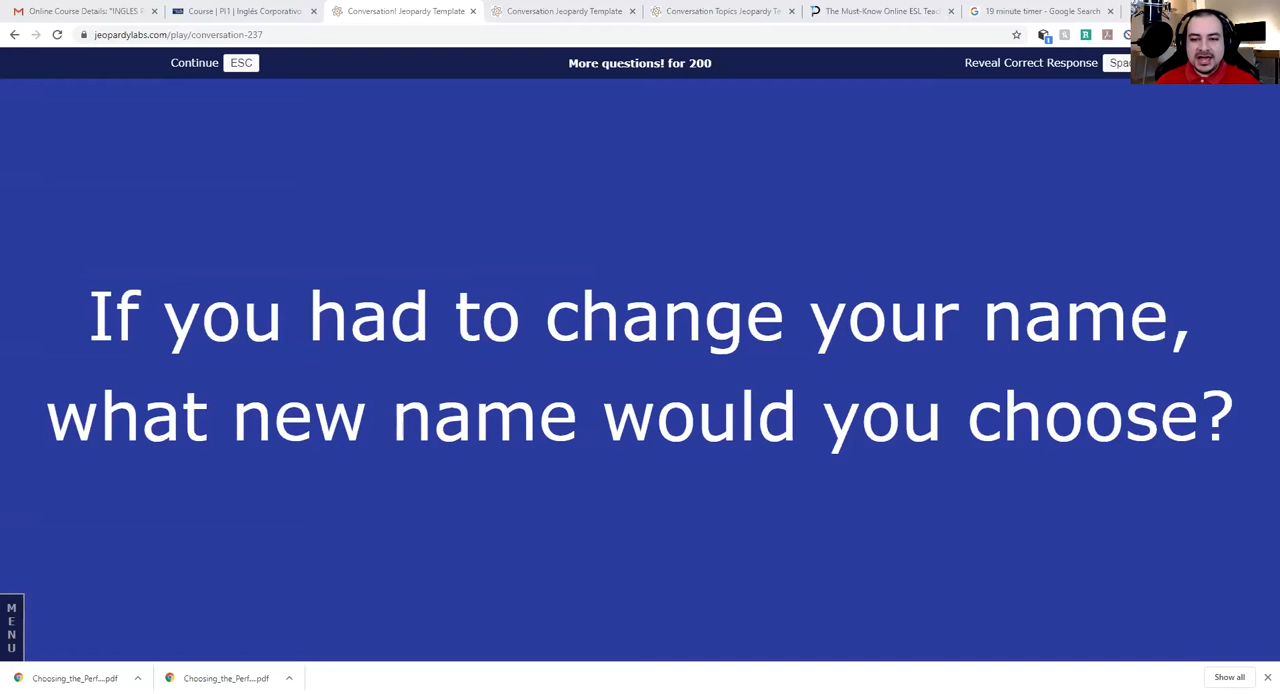 Online Course Details: "INGLES P
Course | PI1 | Inglés Corporativo
Conversation! Jeopardy Template
Conversation Jeopardy Template
Conversation Topics Jeopardy Te
The Must-Know Online ESL Teac
19 minute timer - Google Search
jeopardylabs.com/play/conversation-237
Continue ESC
More questions! for 200
Reveal Correct Response Spac
If you had to change your name,
what new name would you choose?
MENU
Choosing_the_Perf....pdf
Choosing_the_Perf....pdf
Show all